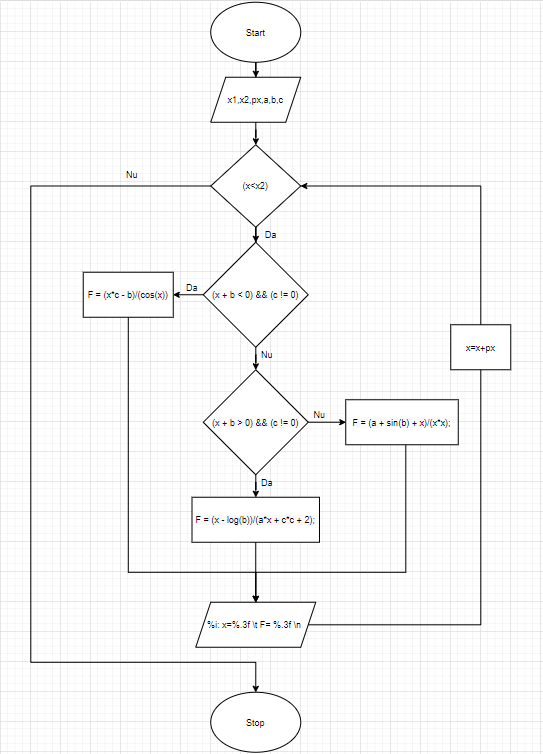 Start
x1,x2,px,a,b,c
Nu
(x<x2)
Da
Da
F = (x*c - b)/(cos(x))
(x + b < 0) && (c != 0)
Nu
x=x+px
(x + b > 0) && (c != 0)
Nu
F = (a + sin(b) + x)/(x*x);
Da
F = (x - log(b))/(a*x + c*c + 2);
%i: x=%.3f \t F= %.3f \n
Stop